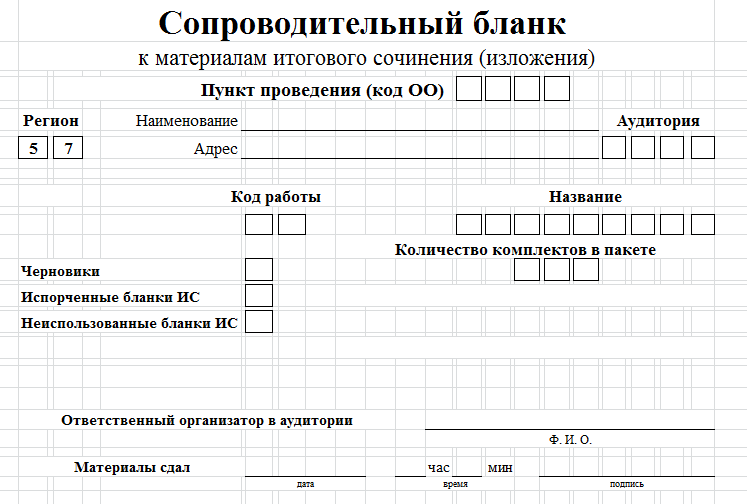 Сопроводительный бланк
к материалам итогового сочинения (изложения)
Пункт проведения (код ОО)
Регион Наименование Аудитория
5 7 Адрес
Код работы Название
Количество комплектов в пакете
Черновики
Испорченные бланки ИС
Неиспользованные бланки ИС
Ответственный организатор в аудитории
Ф. И. О.
Материалы сдал час мин
дата время подпись